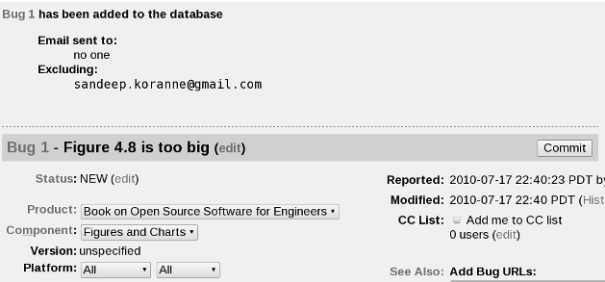 Bug 1 has been added to the database
Email sent to:
no one
Excluding:
sandeep.koranne@gmail.com
Bug 1 - Figure 4.8 is too big (edit)
Commit
Status: NEW (edit)
Reported: 2010-07-17 22:40:23 PDT by
Modified: 2010-07-17 22:40 PDT (Hist
Product: Book on Open Source Software for Engineers
CC List: Add me to CC list
0 users (edit)
Component: Figures and Charts
Version: unspecified
Platform: All All
See Also: Add Bug URLs: